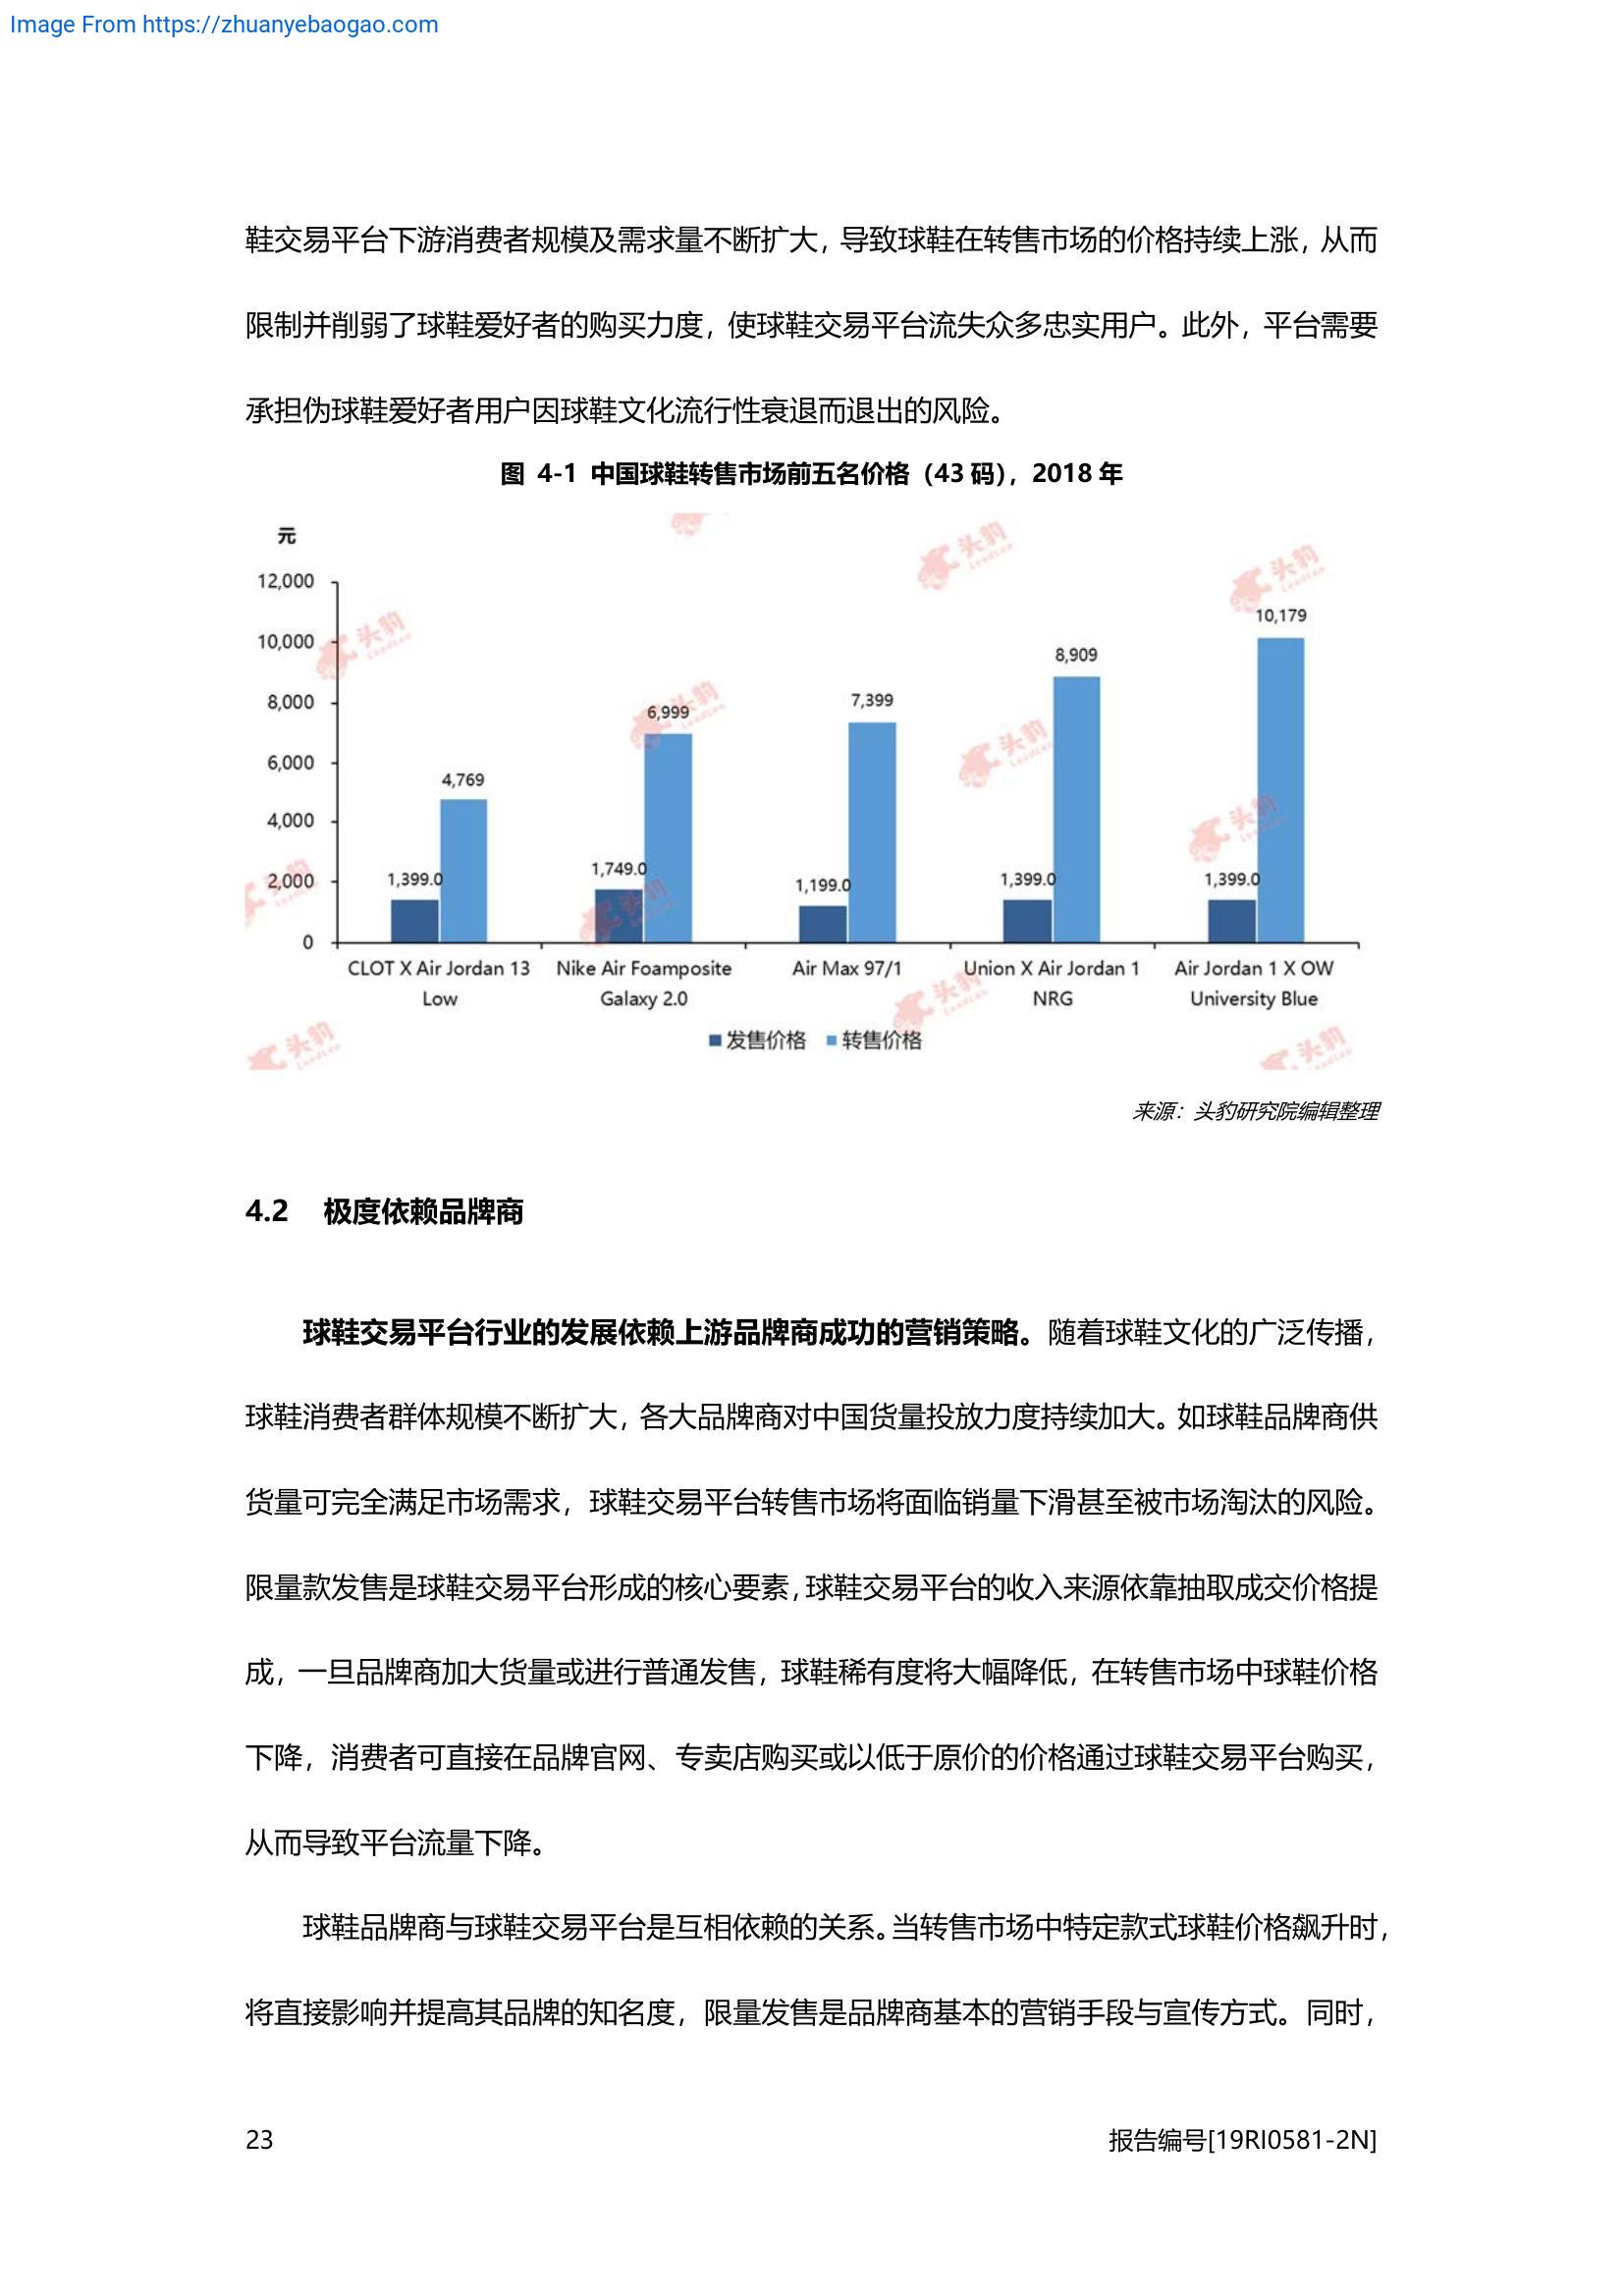 Image From https://zhuanyebaogao.com
鞋交易平台下游消费者规模及需求量不断扩大，导致球鞋在转售市场的价格持续上涨，从而
限制并削弱了球鞋爱好者的购买力度，使球鞋交易平台流失众多忠实用户。此外，平台需要
承担伪球鞋爱好者用户因球鞋文化流行性衰退而退出的风险。
图 4-1 中国球鞋转售市场前五名价格（43 码），2018 年
元
12,000
10,000
8,000
6,000
4,000
2,000
0
1,399.0
4,769
1,749.0
6,999
1,199.0
7,399
1,399.0
8,909
1,399.0
10,179
CLOT X Air Jordan 13
Low
Nike Air Foamposite
Galaxy 2.0
Air Max 97/1
Union X Air Jordan 1
NRG
Air Jordan 1 X OW
University Blue
发售价格 转售价格
头豹
LeadLeo
来源：头豹研究院编辑整理
4.2 极度依赖品牌商
球鞋交易平台行业的发展依赖上游品牌商成功的营销策略。随着球鞋文化的广泛传播，
球鞋消费者群体规模不断扩大，各大品牌商对中国货量投放力度持续加大。如球鞋品牌商供
货量可完全满足市场需求，球鞋交易平台转售市场将面临销量下滑甚至被市场淘汰的风险。
限量款发售是球鞋交易平台形成的核心要素，球鞋交易平台的收入来源依靠抽取成交价格提
成，一旦品牌商加大货量或进行普通发售，球鞋稀有度将大幅降低，在转售市场中球鞋价格
下降，消费者可直接在品牌官网、专卖店购买或以低于原价的价格通过球鞋交易平台购买，
从而导致平台流量下降。
球鞋品牌商与球鞋交易平台是互相依赖的关系。当转售市场中特定款式球鞋价格飙升时，
将直接影响并提高其品牌的知名度，限量发售是品牌商基本的营销手段与宣传方式。同时，
23
报告编号[19RI0581-2N]